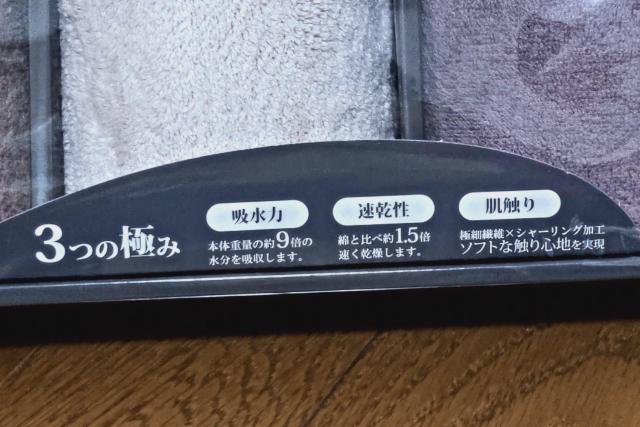 3つの極み
吸水力
本体重量の約9倍の
水分を吸収します。
速乾性
綿と比べ約1.5倍
速く乾燥します。
肌触り
極細繊維×シャーリング加工
ソフトな触り心地を実現